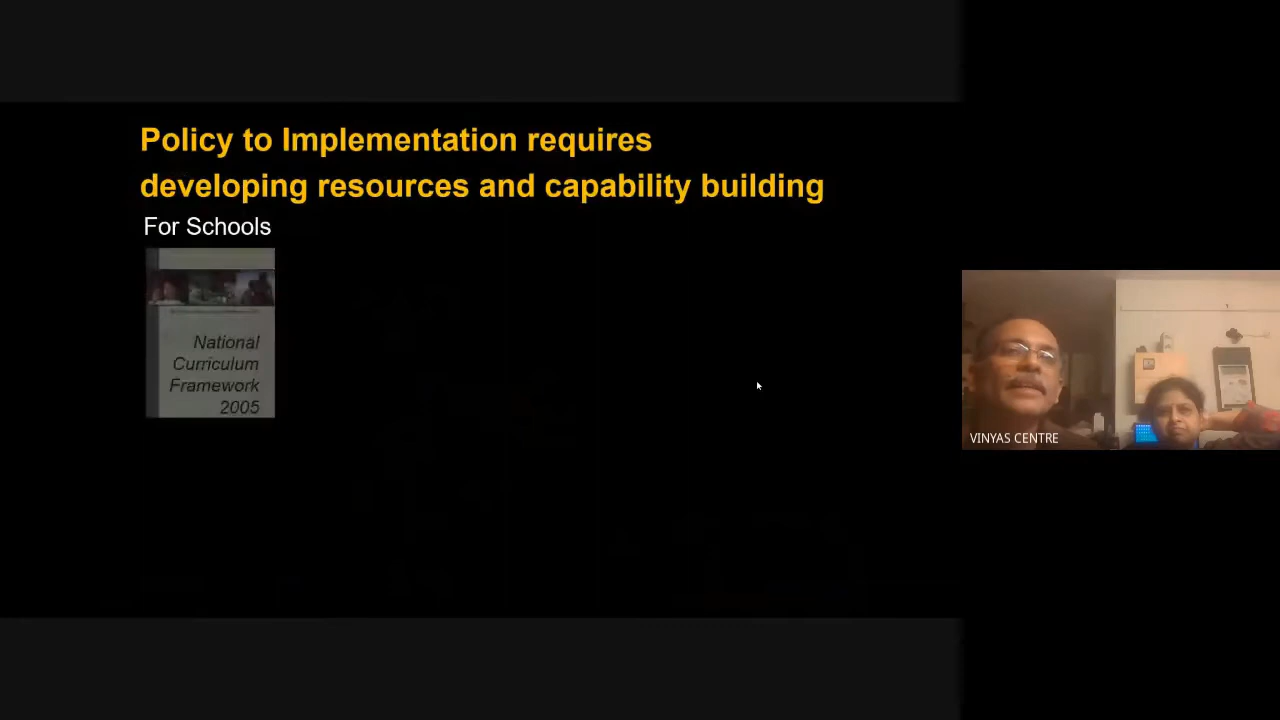 Policy to Implementation requires
developing resources and capability building
For Schools
National
Curriculum
Framework
2005
VINYAS CENTRE